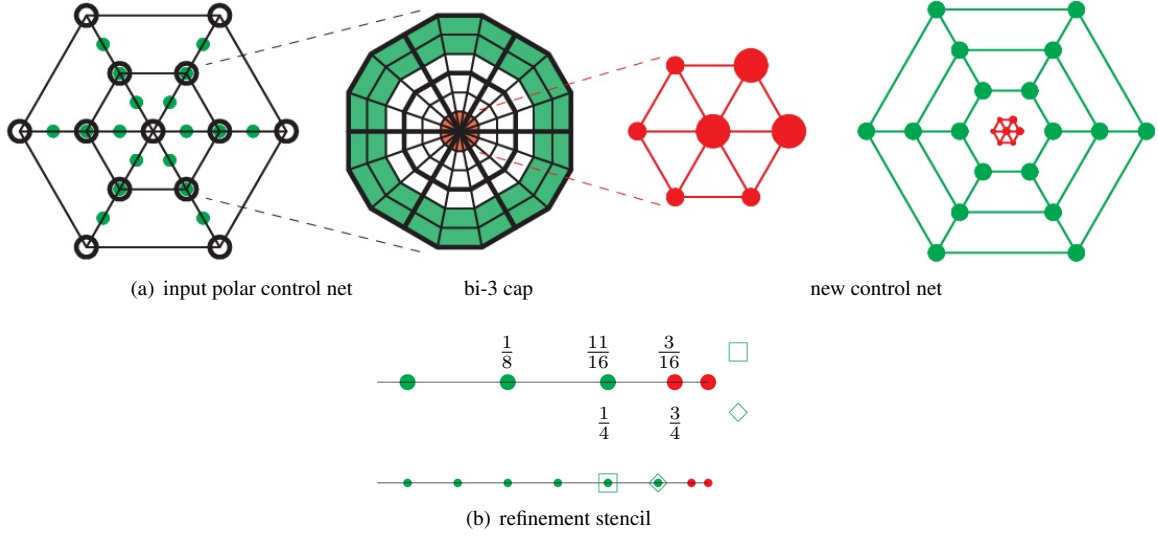 (a) input polar control net bi-3 cap new control net
1/8 11/16 3/16
1/4 3/4
(b) refinement stencil